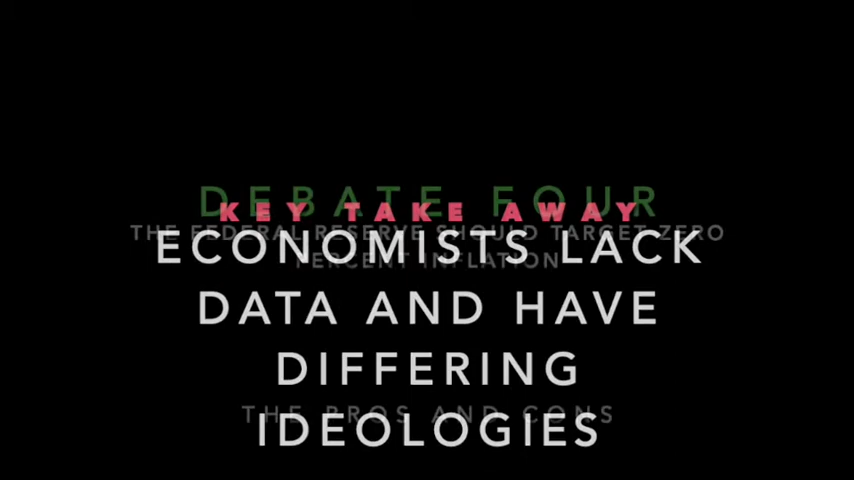 DEBATE FOUR
KEY TAKE AWAY
THE FEDERAL RESERVE SHOULD TARGET ZERO
ECONOMISTS LACK
PERCENT INFLATION
DATA AND HAVE
DIFFERING
THE PROS AND CONS
IDEOLOGIES